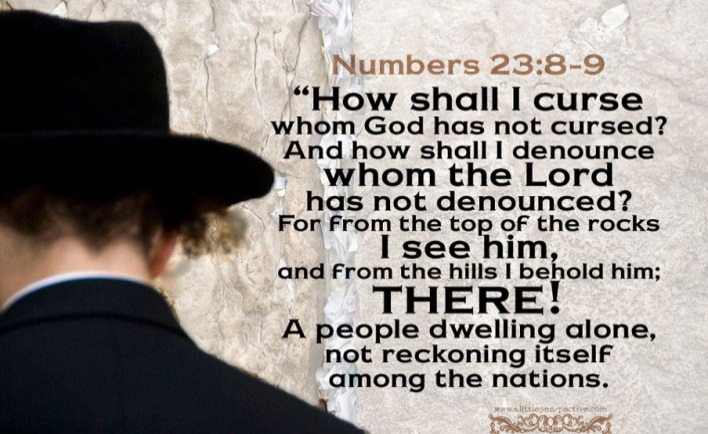 Numbers 23:8-9
“How shall I curse
whom God has not cursed?
And how shall I denounce
whom the Lord
has not denounced?
For from the top of the rocks
I see him,
and from the hills I behold him;
THERE!
A people dwelling alone,
not reckoning itself
among the nations.
www.alittleperspective.com